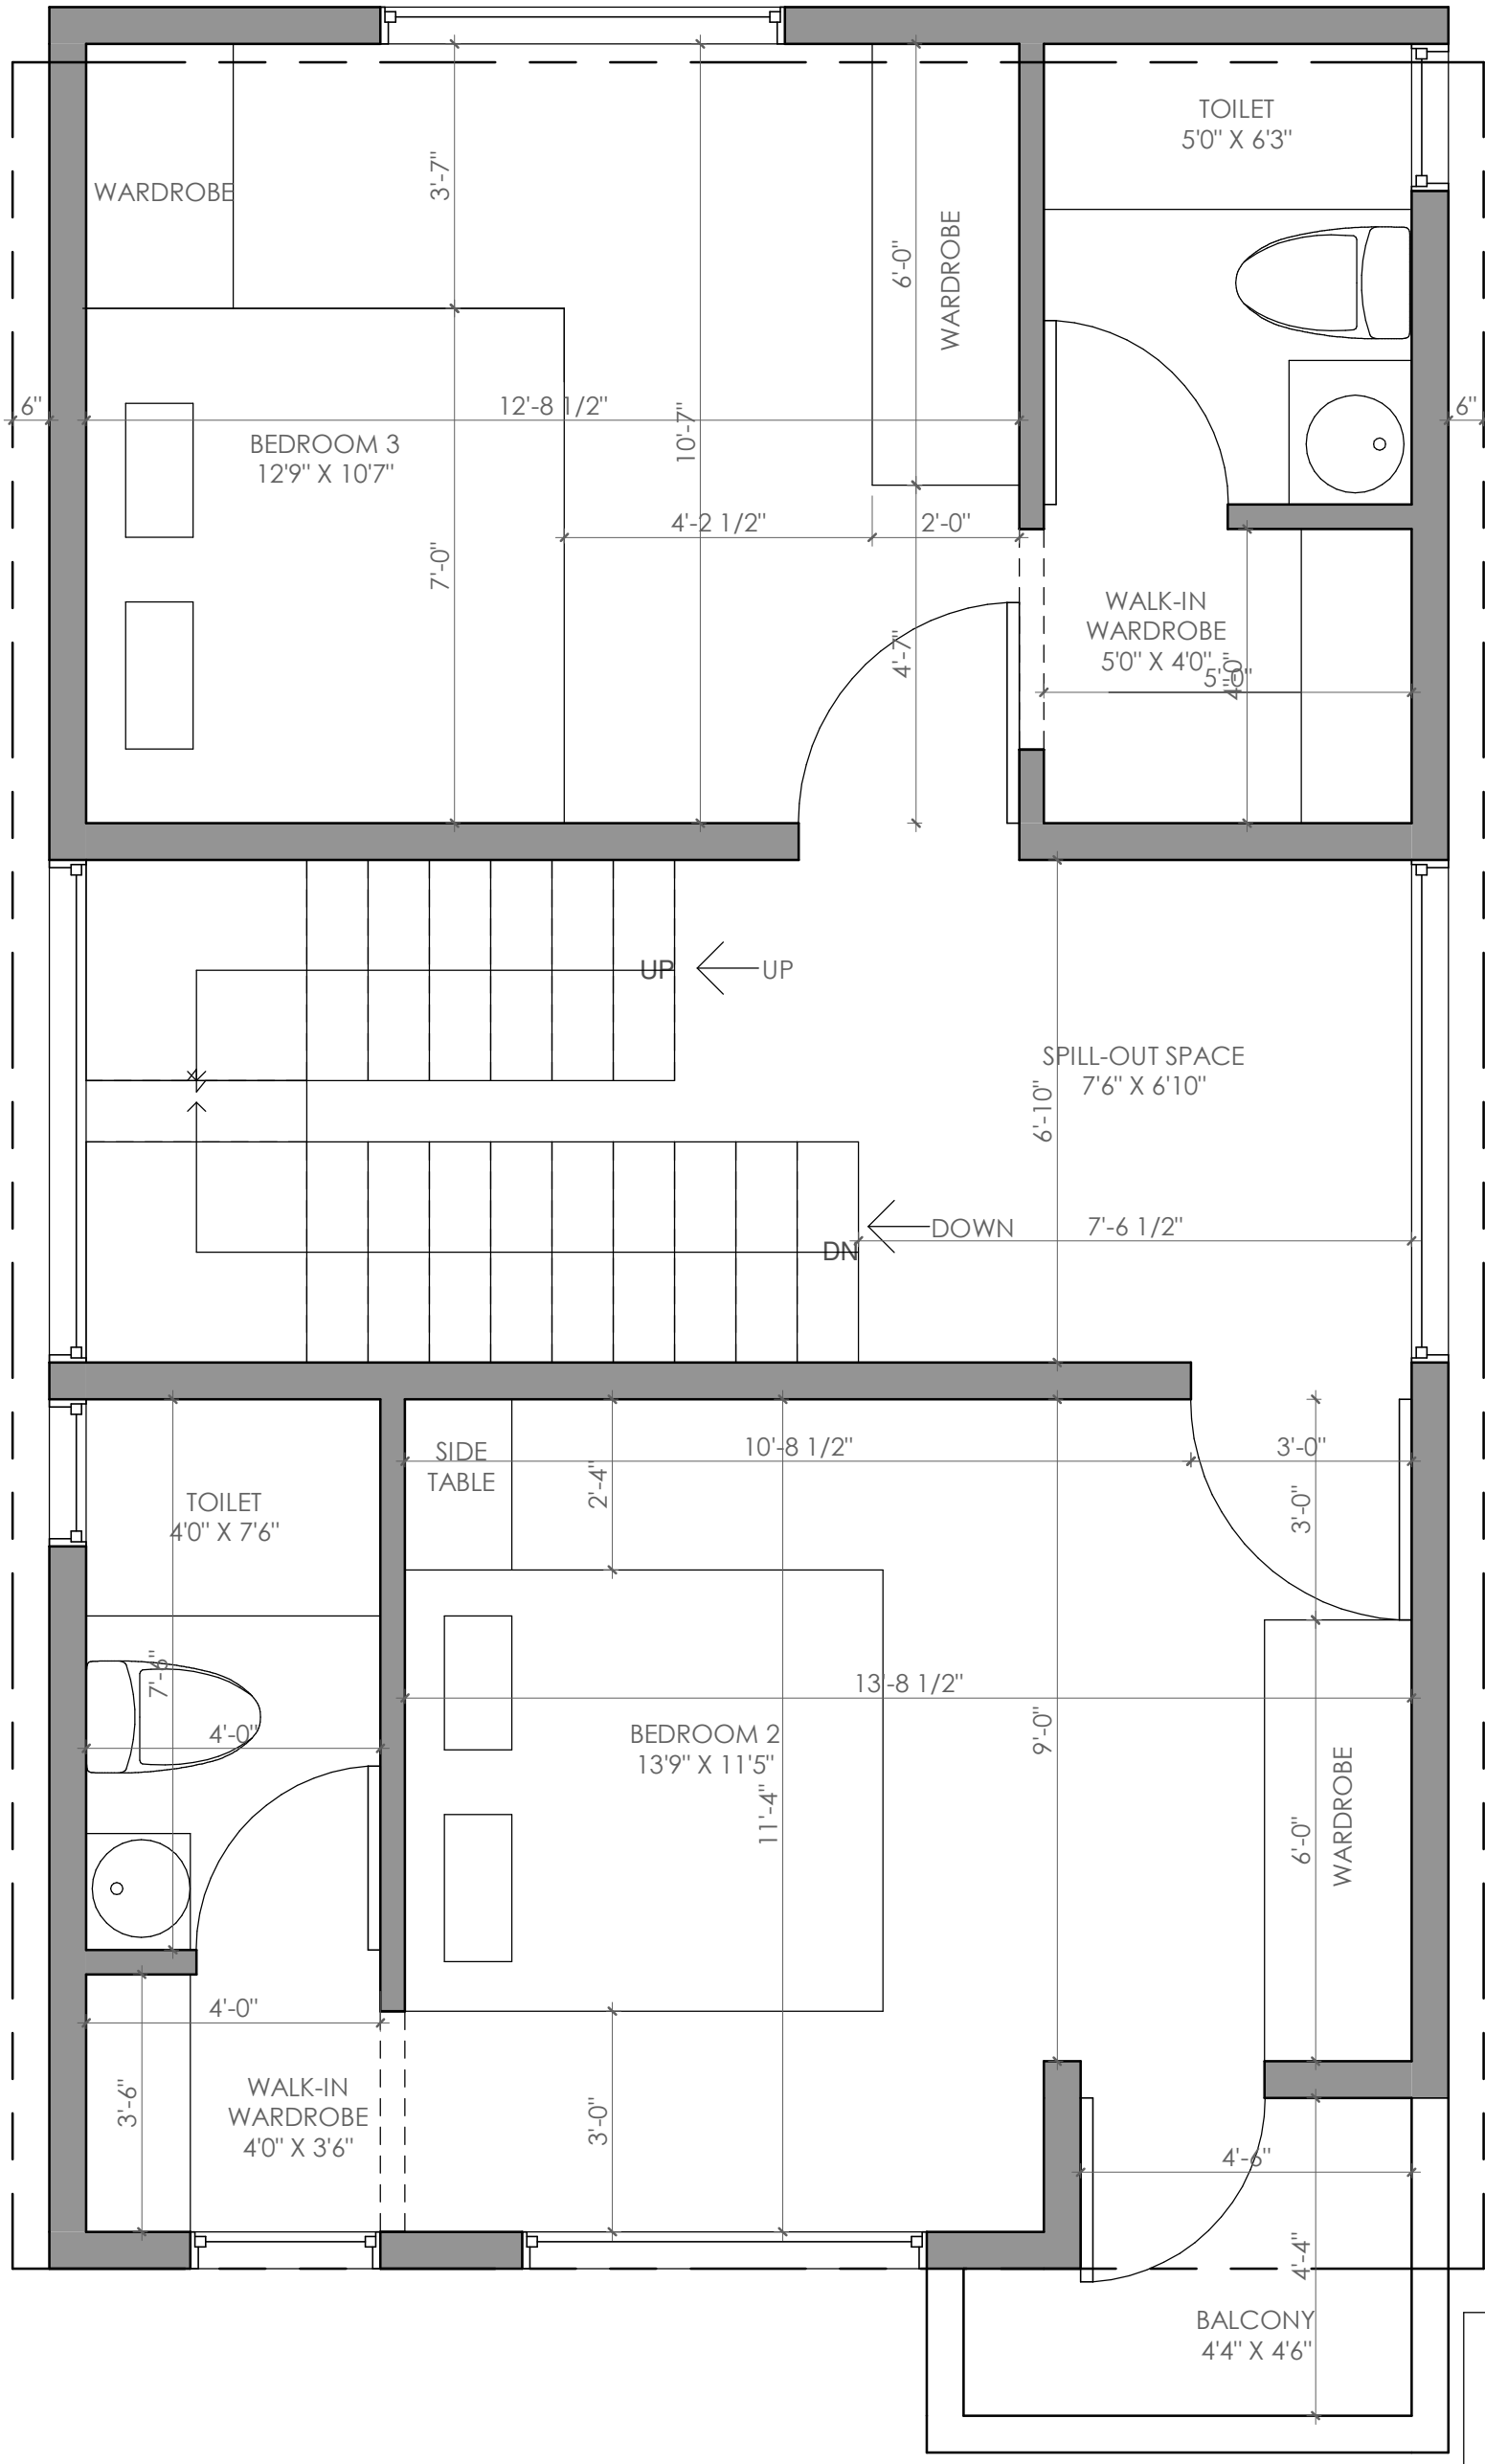 TOILET
5'0" X 6'3"
WARDROBE
3'-7"
6'-0"
WARDROBE
6"
12'-8 1/2"
6"
BEDROOM 3
12'9" X 10'7"
10'-7"
4'-2 1/2"
2'-0"
7'-0"
4'-7"
WALK-IN
WARDROBE
5'0" X 4'0"
5'-0"
4'-0"
UP
UP
SPILL-OUT SPACE
7'6" X 6'10"
6'-10"
DOWN
7'-6 1/2"
DN
SIDE
TABLE
10'-8 1/2"
3'-0"
2'-4"
3'-0"
TOILET
4'0" X 7'6"
7'-6"
13'-8 1/2"
4'-0"
BEDROOM 2
13'9" X 11'5"
9'-0"
11'-4"
6'-0"
WARDROBE
4'-0"
3'-6"
WALK-IN
WARDROBE
4'0" X 3'6"
3'-0"
4'-6"
4'-4"
BALCONY
4'4" X 4'6"